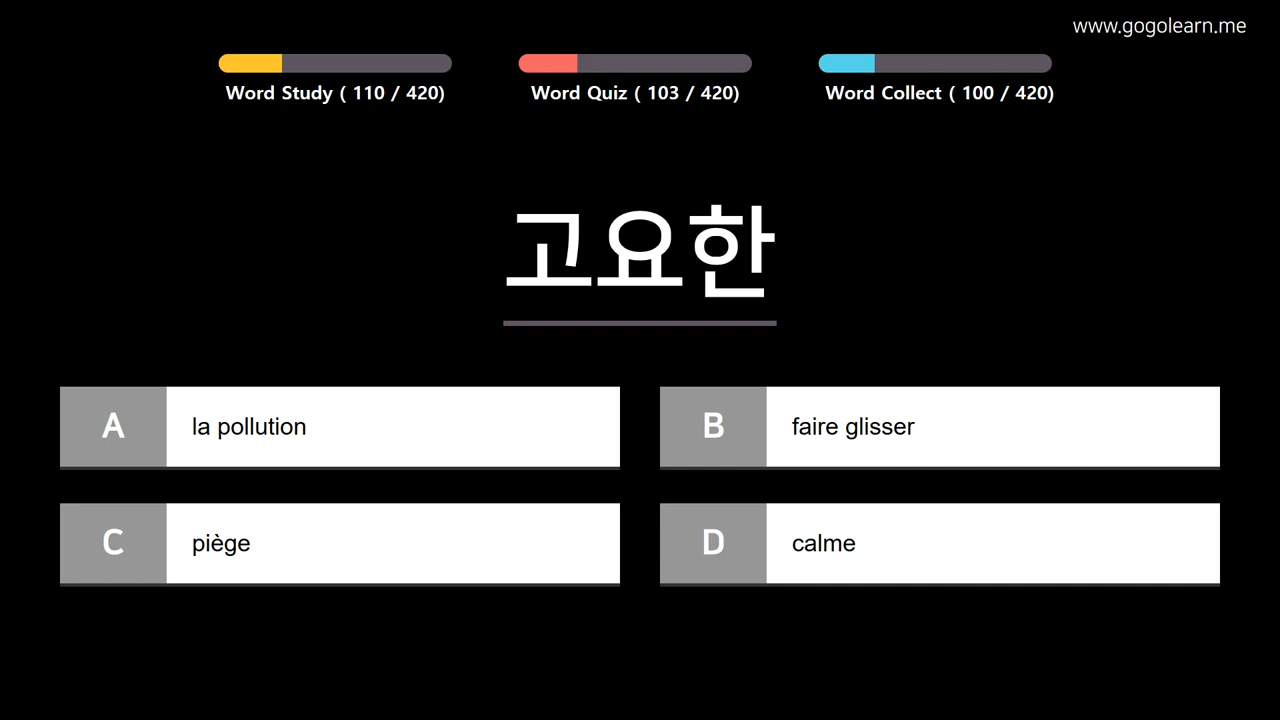 www.gogolearn.me
Word Study ( 110 / 420)
Word Quiz ( 103 / 420)
Word Collect ( 100 / 420)
고요한
A la pollution
B faire glisser
C piège
D calme